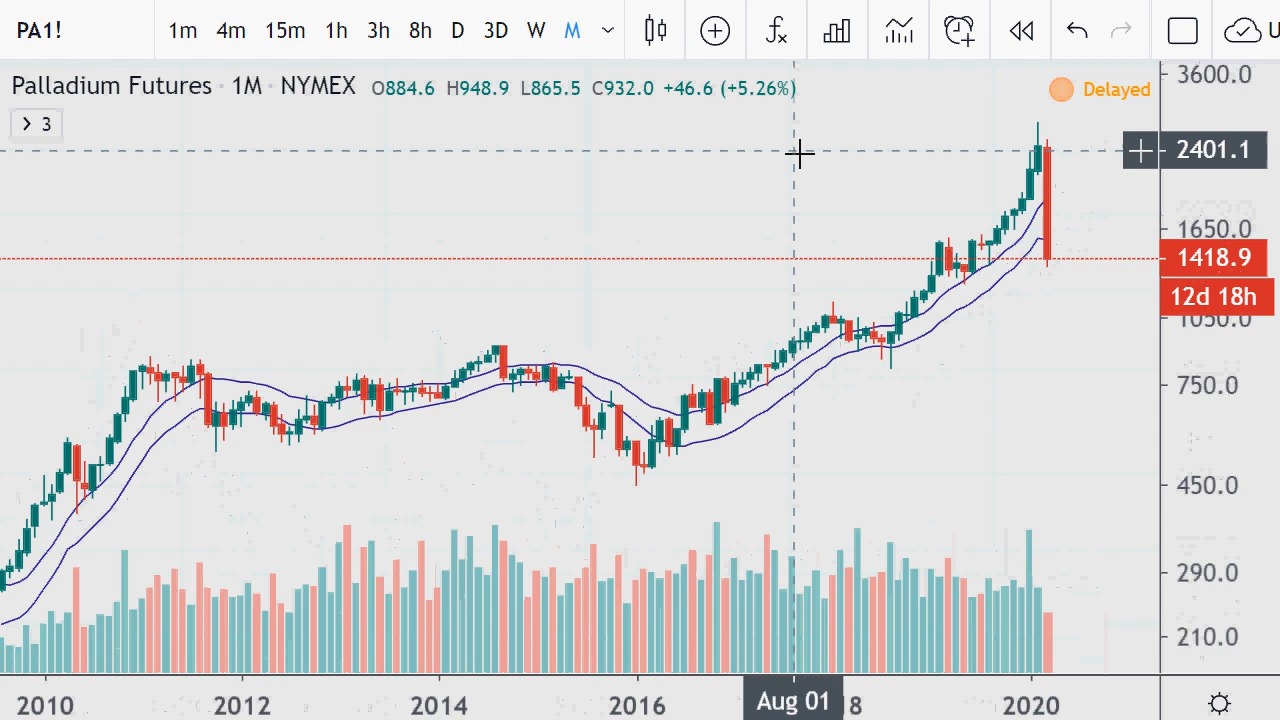 PA1! 1m 4m 15m 1h 3h 8h D 3D W M fx U
Palladium Futures · 1M · NYMEX O884.6 H948.9 L865.5 C932.0 +46.6 (+5.26%) Delayed
3
3600.0
2401.1
1650.0
1418.9
12d 18h
1050.0
750.0
450.0
290.0
210.0
2010 2012 2014 2016 Aug 01 8 2020